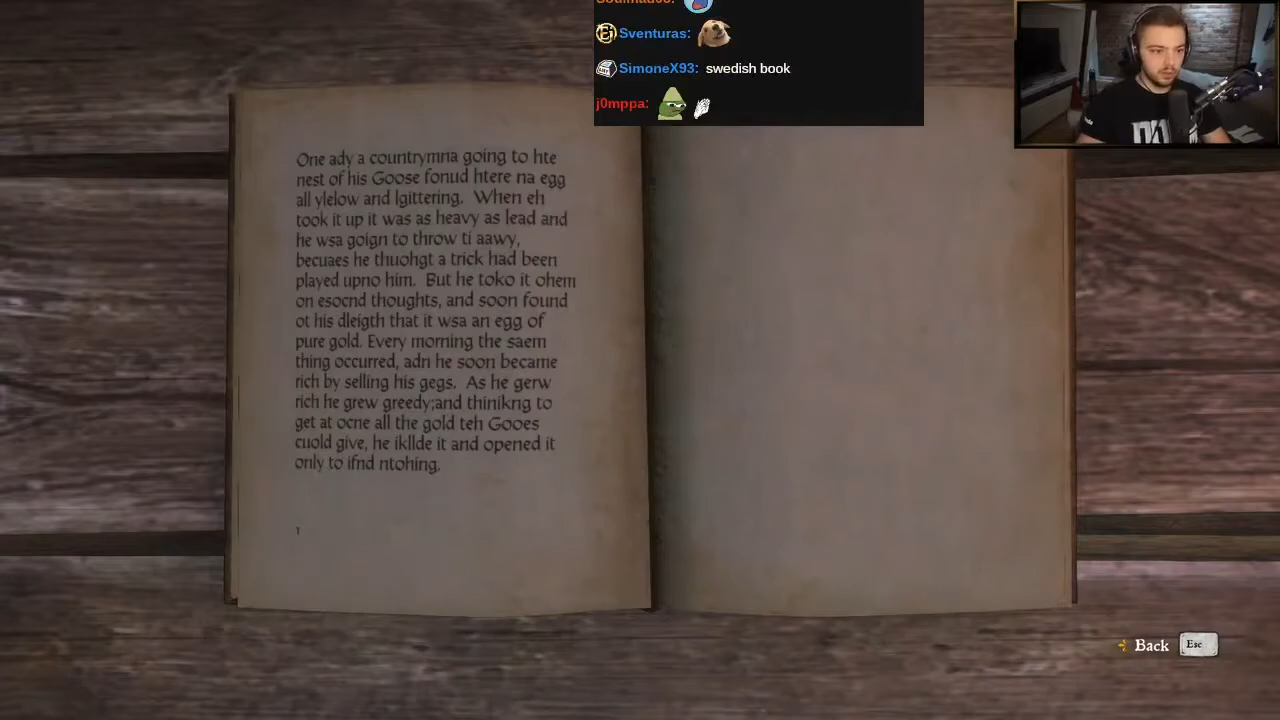 Sventuras:
SimoneX93: swedish book
j0mppa:
One ady a countrymna going to hte
nest of his Goose fonud htere na egg
all ylelow and lgittering. When eh
took it up it was as heavy as lead and
he wsa goign to throw ti aawy,
becuaes he thuohgt a trick had been
played upno him. But he toko it ohem
on esocnd thoughts, and soon found
ot his dleigth that it wsa an egg of
pure gold. Every morning the saem
thing occurred, adn he soon became
rich by selling his gegs. As he gerw
rich he grew greedy;and thinikng to
get at ocne all the gold teh Gooes
cuold give, he ikllde it and opened it
only to ifnd ntohing.
Back Esc